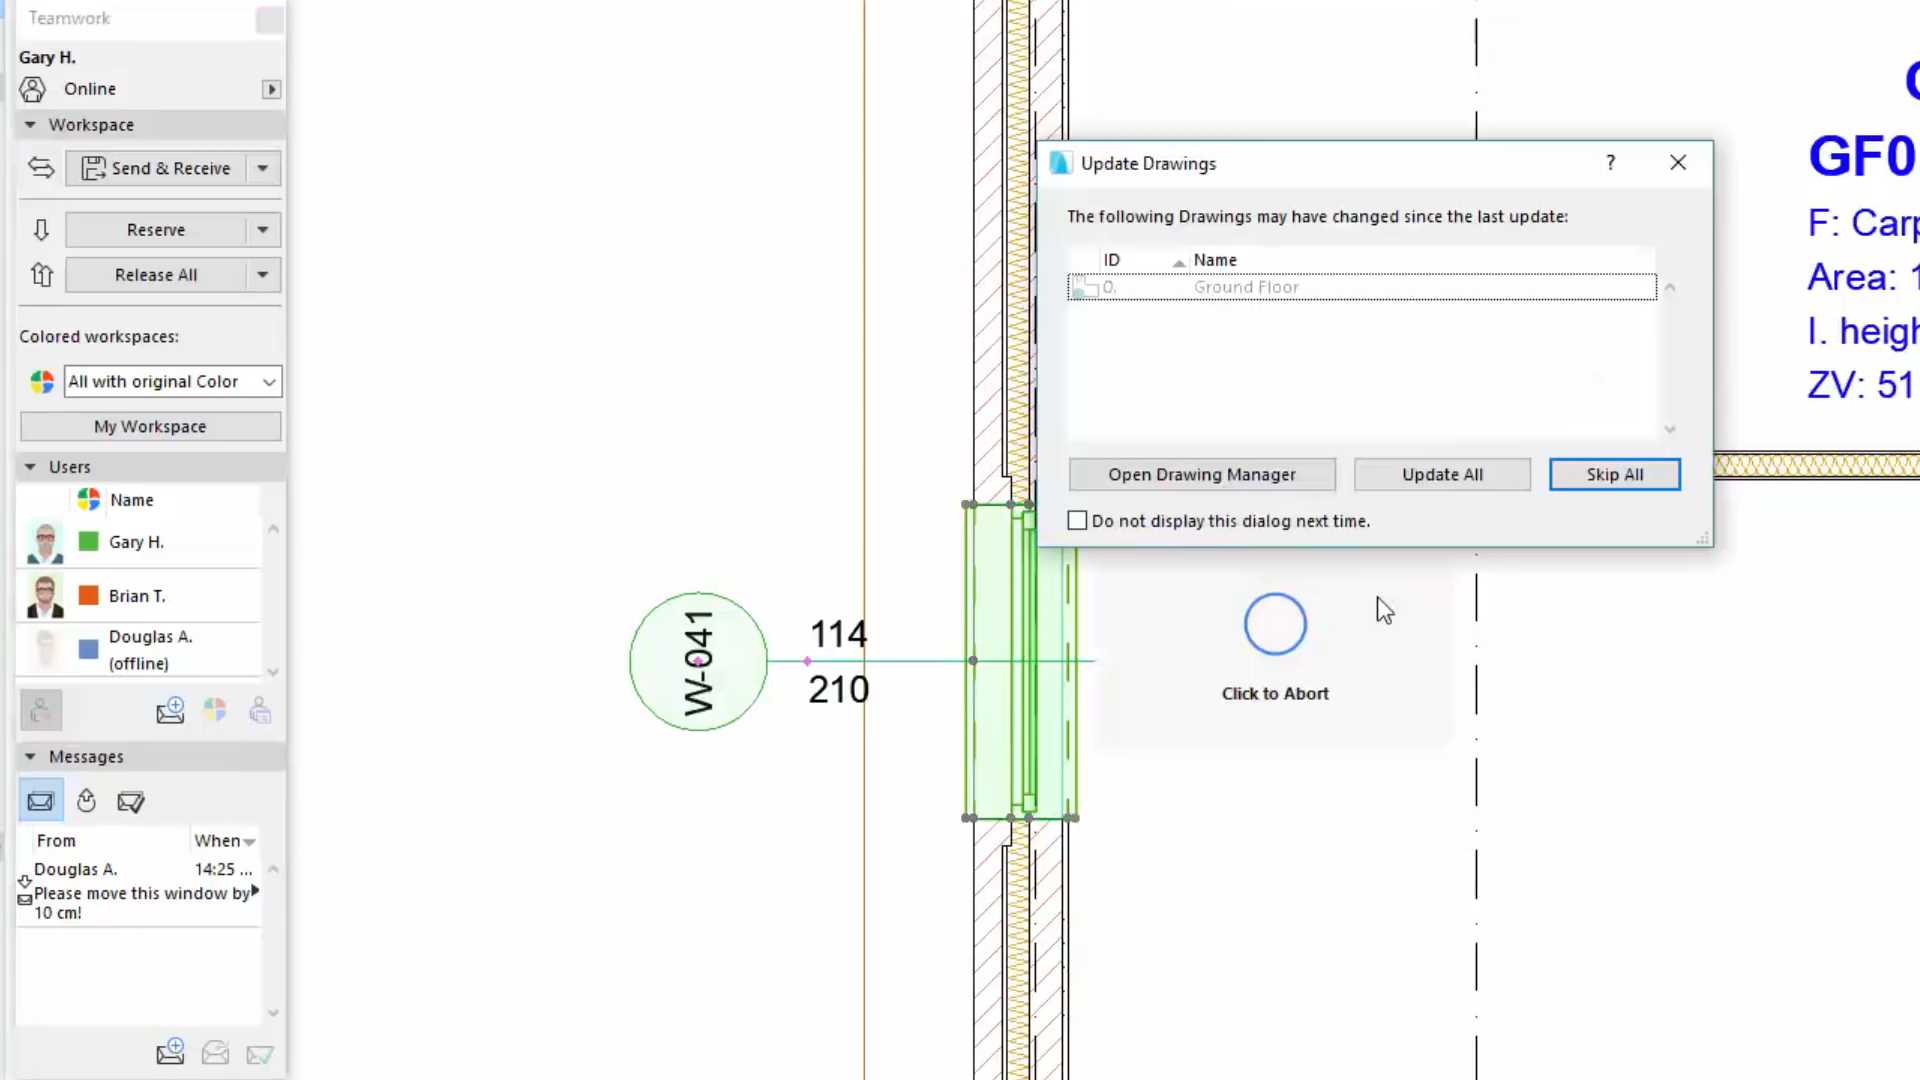 Teamwork
Gary H.
Online
Workspace
Send & Receive
Reserve
Release All
Colored workspaces:
All with original Color
My Workspace
Users
Name
Gary H.
Brian T.
Douglas A.
(offline)
Messages
From When
Douglas A. 14:25 ...
Please move this window by
10 cm!
W-041
114
210
Update Drawings
?
The following Drawings may have changed since the last update:
ID Name
0. Ground Floor
Open Drawing Manager
Update All
Skip All
Do not display this dialog next time.
Click to Abort
GF0
F: Carp
Area: 1
I. heigh
ZV: 51